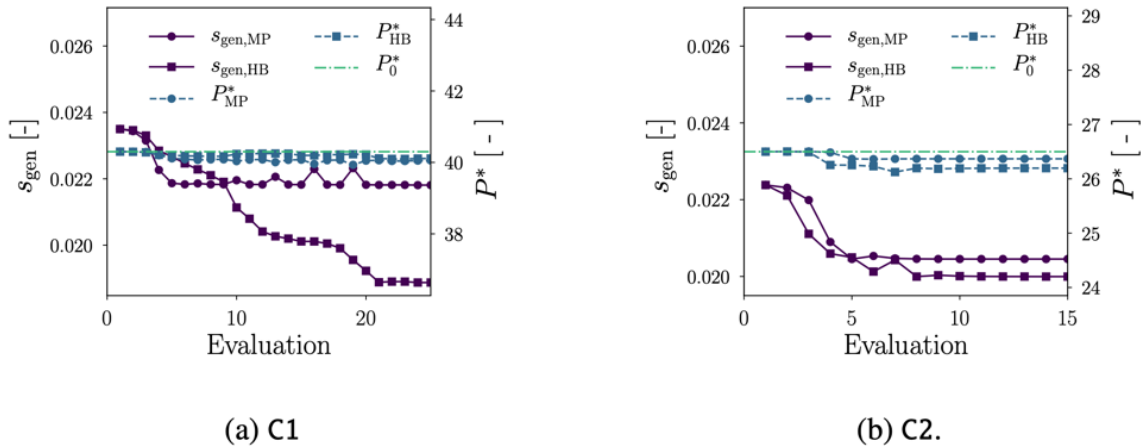 0.026
0.024
0.022
0.020
s_gen [-]
s_gen,MP
s_gen,HB
P*_MP
P*_HB
P*_0
44
42
40
38
P* [-]
0 10 20
Evaluation
(a) C1
0.026
0.024
0.022
0.020
s_gen [-]
s_gen,MP
s_gen,HB
P*_MP
P*_HB
P*_0
29
28
27
26
25
24
P* [-]
0 5 10 15
Evaluation
(b) C2.